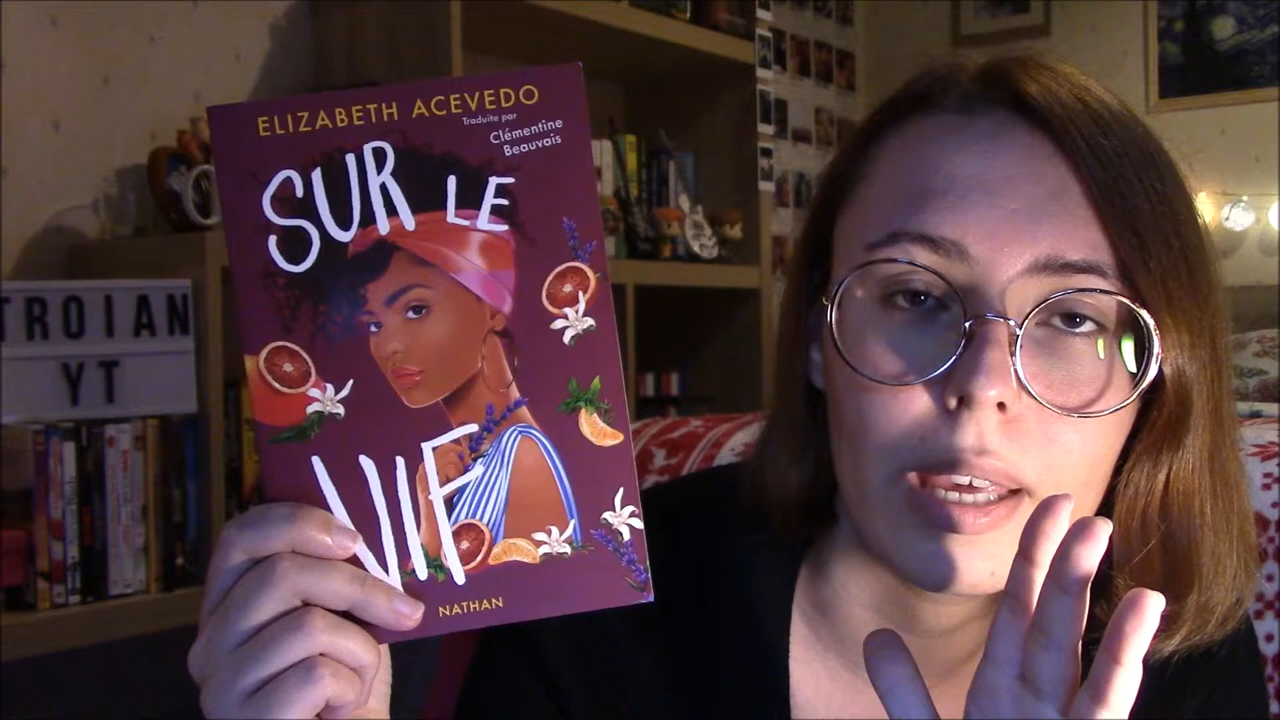 ELIZABETH ACEVEDO
Traduite par
Clémentine
Beauvais
SUR LE
VIF
NATHAN
TROIAN
YT